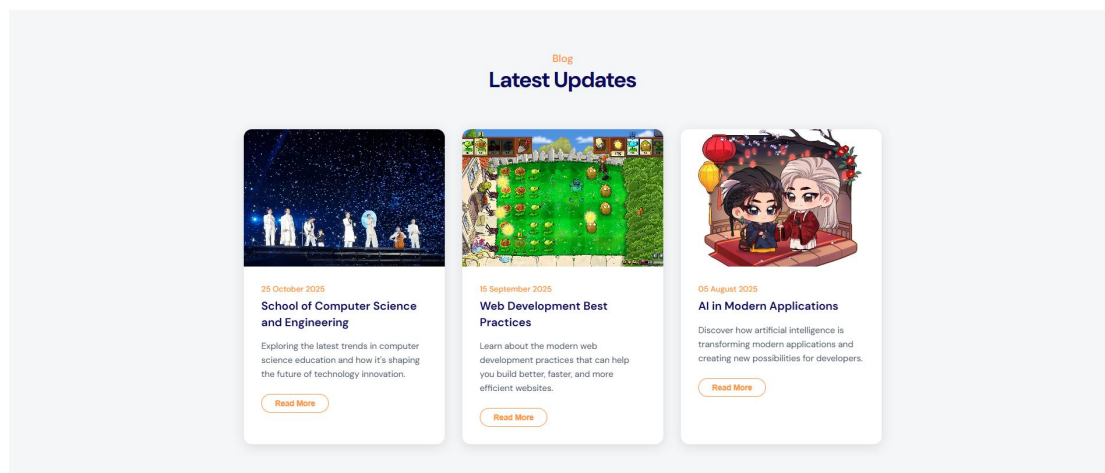 Blog
Latest Updates
25 October 2025
School of Computer Science
and Engineering
Exploring the latest trends in computer
science education and how it's shaping
the future of technology innovation.
Read More
15 September 2025
Web Development Best
Practices
Learn about the modern web
development practices that can help
you build better, faster, and more
efficient websites.
Read More
05 August 2025
AI in Modern Applications
Discover how artificial intelligence is
transforming modern applications and
creating new possibilities for developers.
Read More